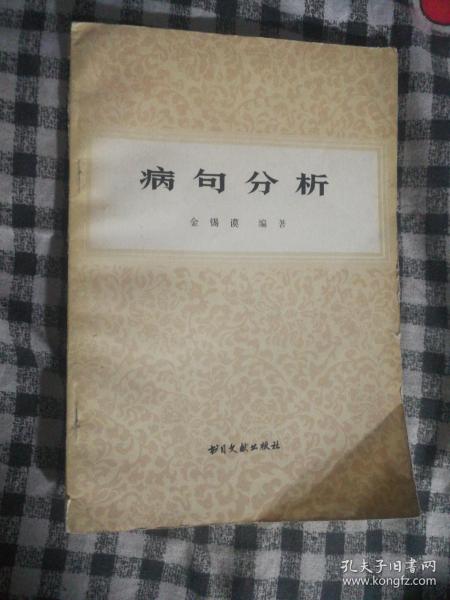 病句分析
金锡谟 编著
书目文献出版社
孔夫子旧书网
www.kongfz.com